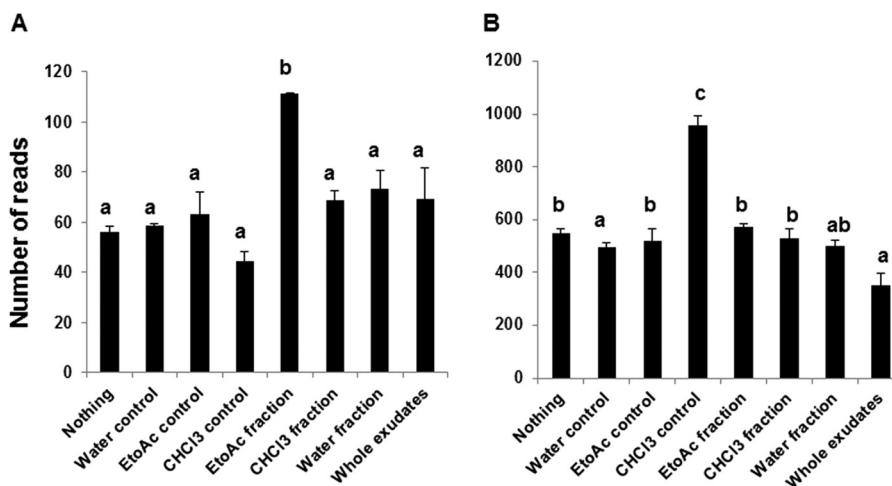 A
Number of reads
120
100
80
60
40
20
0
a
a
a
a
b
a
a
a
Nothing
Water control
EtoAc control
CHCl3 control
EtoAc fraction
CHCl3 fraction
Water fraction
Whole exudates
B
1200
1000
800
600
400
200
0
b
a
b
c
b
b
ab
a
Nothing
Water control
EtoAc control
CHCl3 control
EtoAc fraction
CHCl3 fraction
Water fraction
Whole exudates